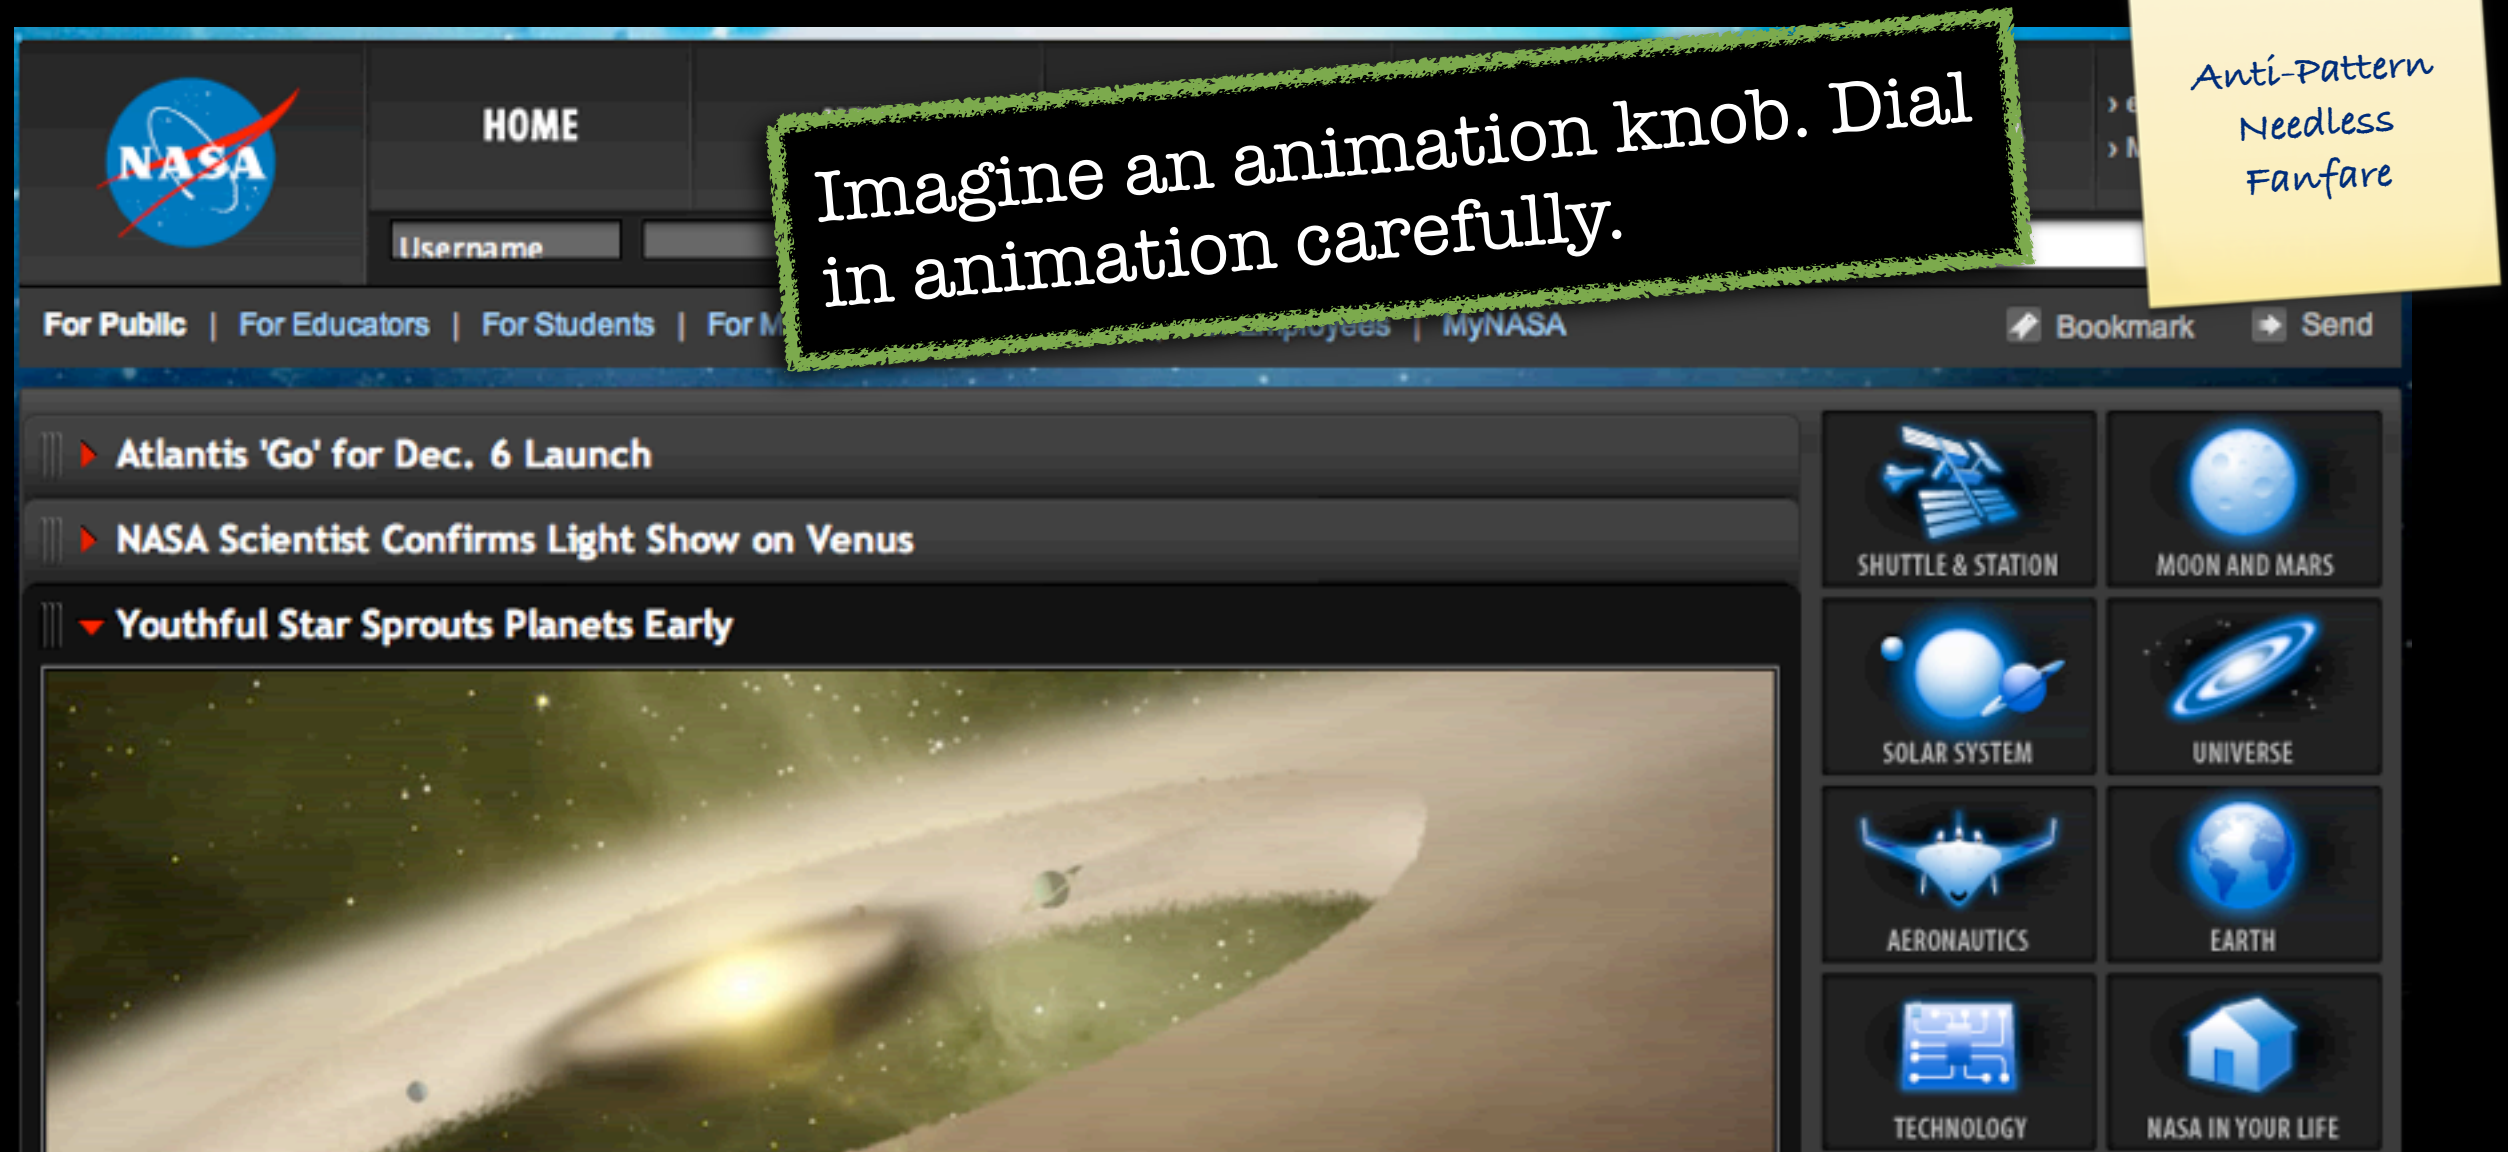 Anti-Pattern
Needless
Fanfare
Imagine an animation knob. Dial
in animation carefully.
NASA
HOME
Username
For Public | For Educators | For Students | For M
Employees | MyNASA
Bookmark
Send
Atlantis 'Go' for Dec. 6 Launch
NASA Scientist Confirms Light Show on Venus
Youthful Star Sprouts Planets Early
SHUTTLE & STATION
MOON AND MARS
SOLAR SYSTEM
UNIVERSE
AERONAUTICS
EARTH
TECHNOLOGY
NASA IN YOUR LIFE